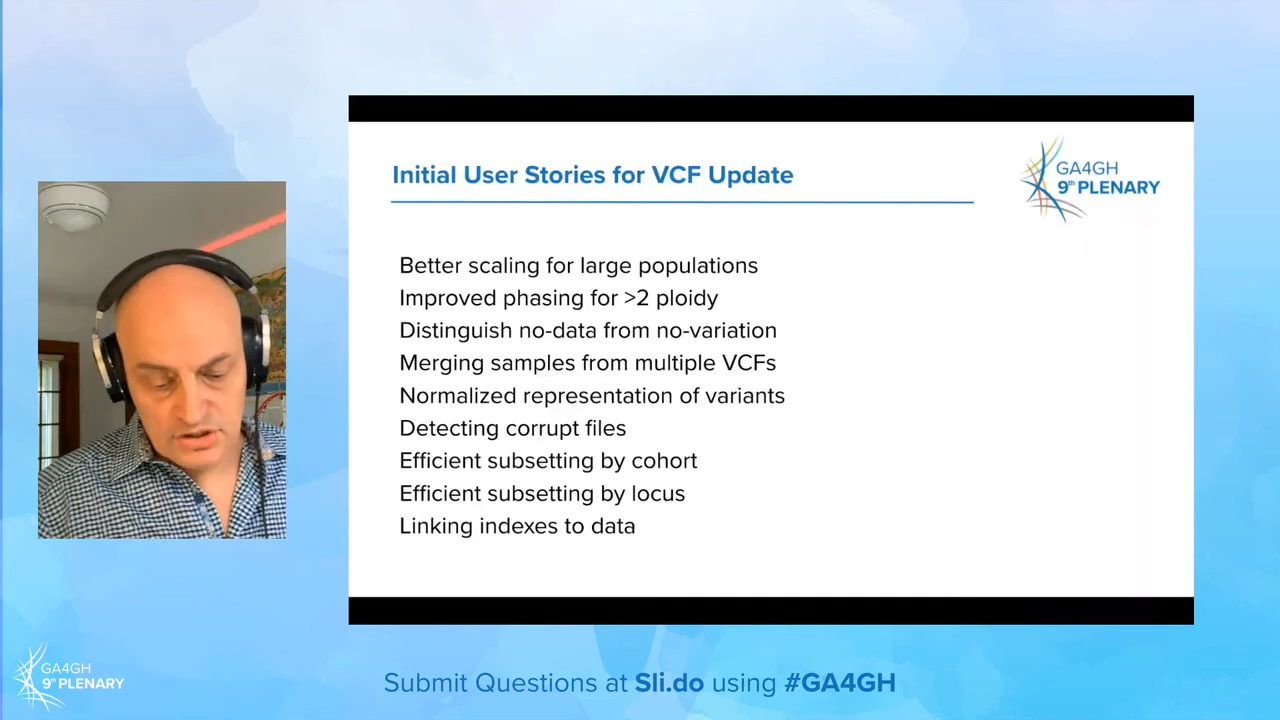 Initial User Stories for VCF Update
GA4GH
9th PLENARY
Better scaling for large populations
Improved phasing for >2 ploidy
Distinguish no-data from no-variation
Merging samples from multiple VCFs
Normalized representation of variants
Detecting corrupt files
Efficient subsetting by cohort
Efficient subsetting by locus
Linking indexes to data
GA4GH
9th PLENARY
Submit Questions at Sli.do using #GA4GH